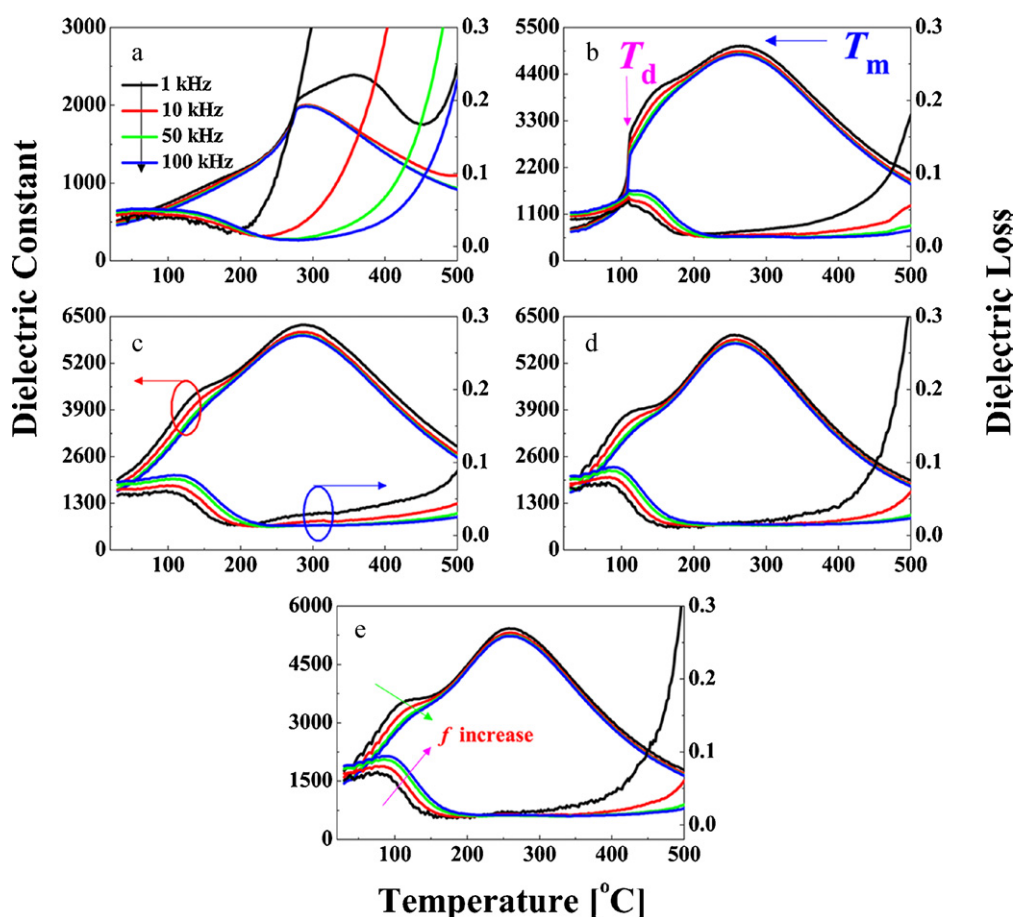 Dielectric Constant
Dielectric Loss
a
3000
2000
1000
0
0.3
0.2
0.1
0.0
100 200 300 400 500
1 kHz
10 kHz
50 kHz
100 kHz
b
5500
4400
3300
2200
1100
0
0.3
0.2
0.1
0.0
100 200 300 400 500
Td
Tm
c
6500
5200
3900
2600
1300
0
0.3
0.2
0.1
0.0
100 200 300 400 500
d
6500
5200
3900
2600
1300
0
0.3
0.2
0.1
0.0
100 200 300 400 500
e
6000
4500
3000
1500
0
0.3
0.2
0.1
0.0
100 200 300 400 500
f increase
Temperature [°C]